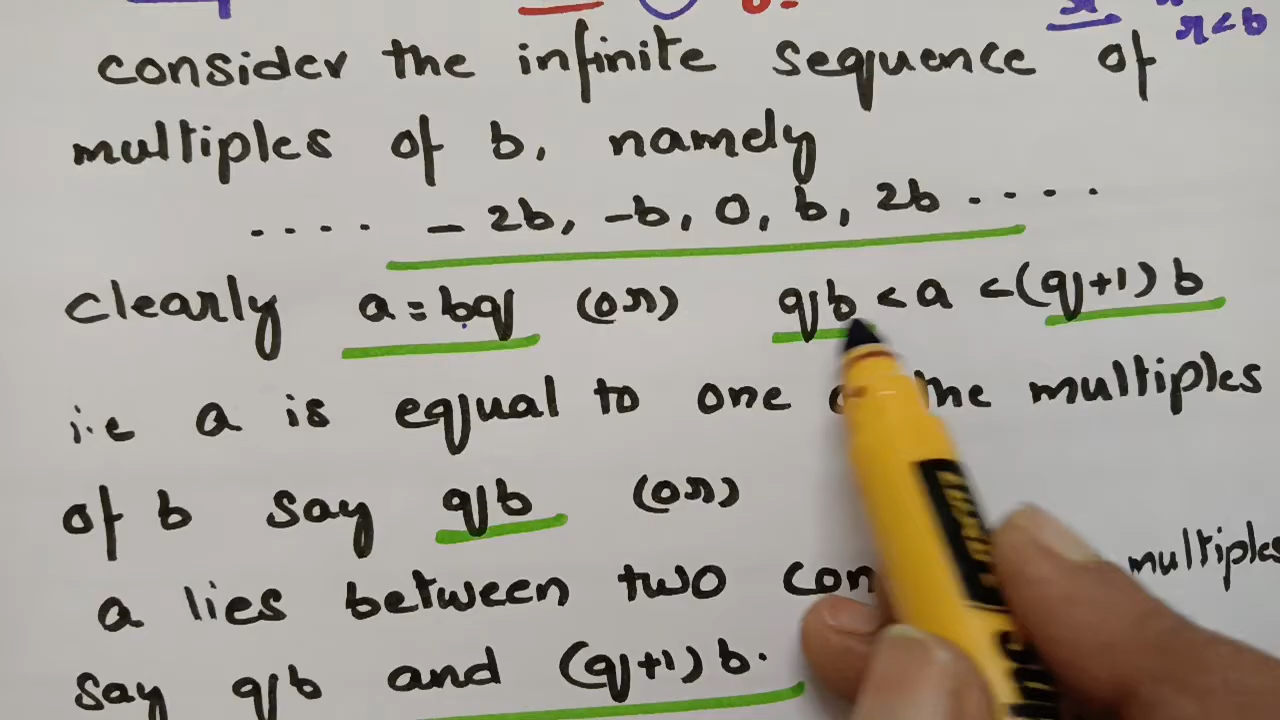 r < b
consider the infinite sequence of
multiples of b, namely
.... - 2b, -b, 0, b, 2b ....
clearly a = bq (or) qb < a < (q+1) b
i.e a is equal to one the multiples
of b say qb (or)
a lies between two multiples
say qb and (q+1) b.